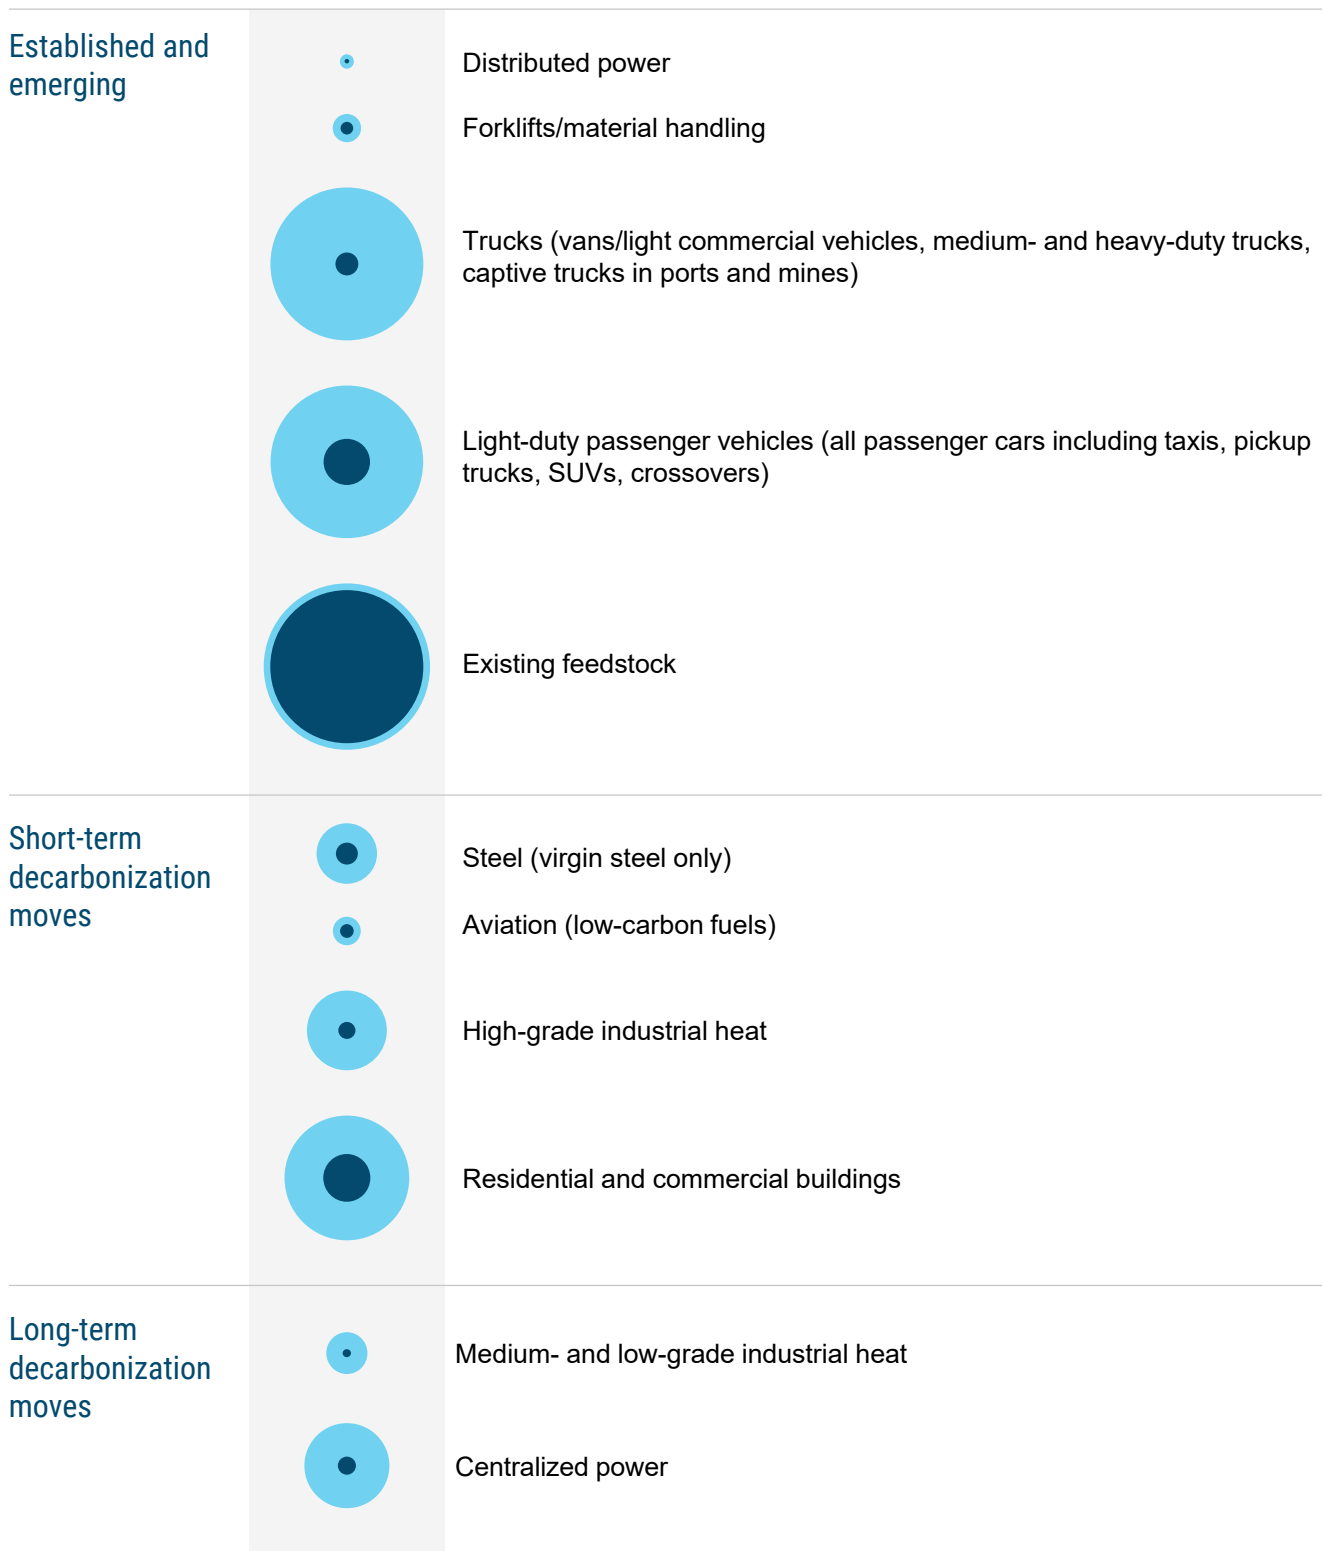 Established and
emerging
Distributed power
Forklifts/material handling
Trucks (vans/light commercial vehicles, medium- and heavy-duty trucks,
captive trucks in ports and mines)
Light-duty passenger vehicles (all passenger cars including taxis, pickup
trucks, SUVs, crossovers)
Existing feedstock
Short-term
decarbonization
moves
Steel (virgin steel only)
Aviation (low-carbon fuels)
High-grade industrial heat
Residential and commercial buildings
Long-term
decarbonization
moves
Medium- and low-grade industrial heat
Centralized power